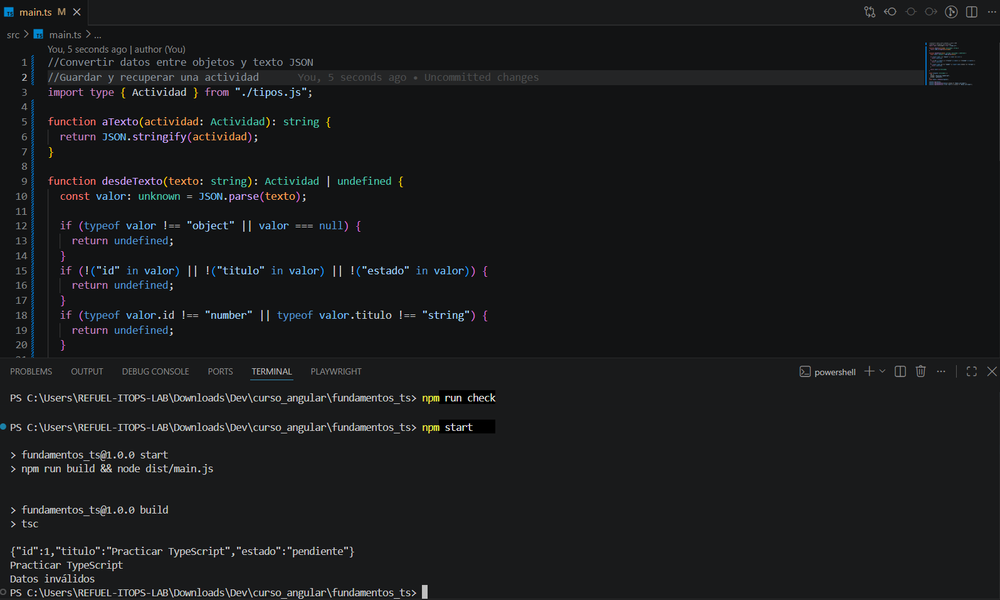 main.ts M
src > main.ts > ...
You, 5 seconds ago | author (You)
1 //Convertir datos entre objetos y texto JSON
2 //Guardar y recuperar una actividad You, 5 seconds ago • Uncommitted changes
3 import type { Actividad } from "./tipos.js";
4
5 function aTexto(actividad: Actividad): string {
6 return JSON.stringify(actividad);
7 }
8
9 function desdeTexto(texto: string): Actividad | undefined {
10 const valor: unknown = JSON.parse(texto);
11
12 if (typeof valor !== "object" || valor === null) {
13 return undefined;
14 }
15 if (!("id" in valor) || !("titulo" in valor) || !("estado" in valor)) {
16 return undefined;
17 }
18 if (typeof valor.id !== "number" || typeof valor.titulo !== "string") {
19 return undefined;
20 }
PROBLEMS OUTPUT DEBUG CONSOLE PORTS TERMINAL PLAYWRIGHT powershell
PS C:\Users\REFUEL-ITOPS-LAB\Downloads\Dev\curso_angular\fundamentos_ts> npm run check
PS C:\Users\REFUEL-ITOPS-LAB\Downloads\Dev\curso_angular\fundamentos_ts> npm start
> fundamentos_ts@1.0.0 start
> npm run build && node dist/main.js
> fundamentos_ts@1.0.0 build
> tsc
{"id":1,"titulo":"Practicar TypeScript","estado":"pendiente"}
Practicar TypeScript
Datos inválidos
PS C:\Users\REFUEL-ITOPS-LAB\Downloads\Dev\curso_angular\fundamentos_ts>